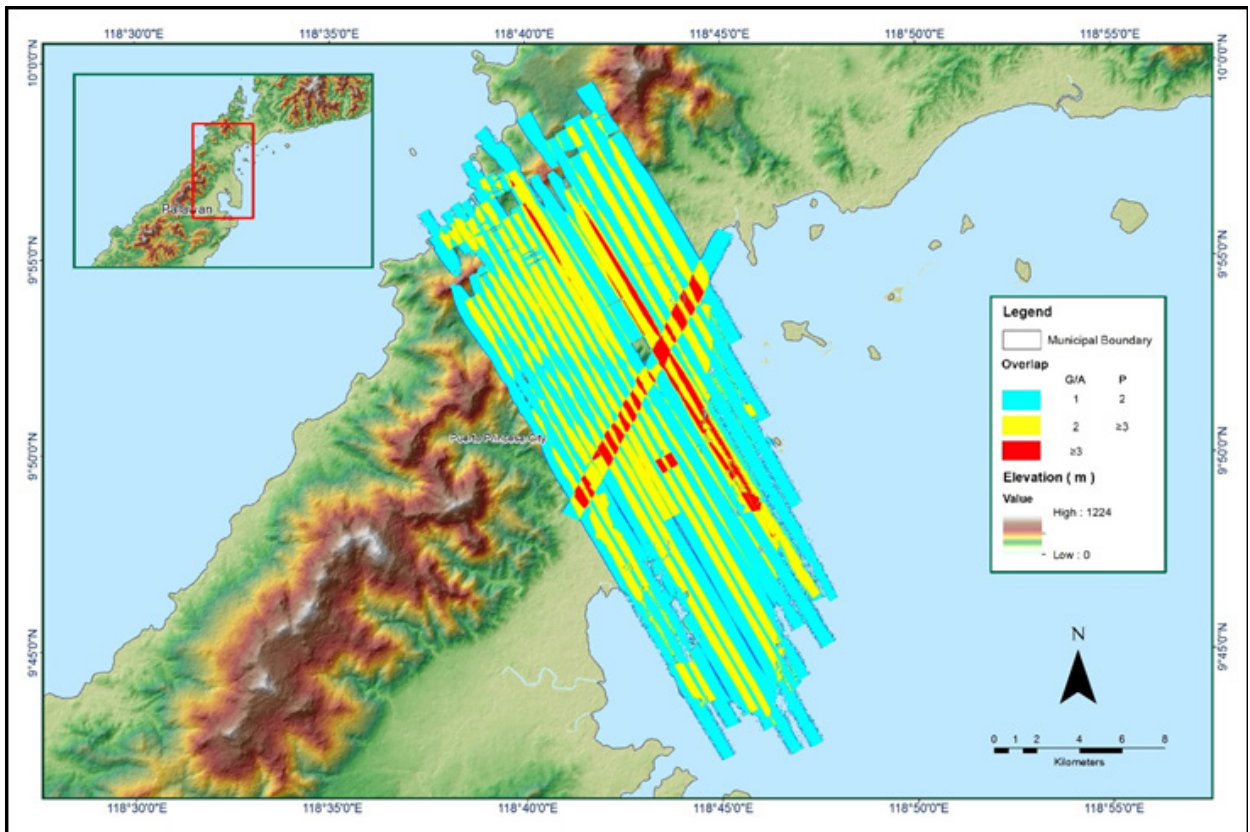 118°30'0"E 118°35'0"E 118°40'0"E 118°45'0"E 118°50'0"E 118°55'0"E
10°0'0"N 10°0'0"N
Palawan
9°55'0"N 9°55'0"N
Legend
Municipal Boundary
Overlap
G/A P
1 2
2 ≥3
≥3
Puerto Princesa City
9°50'0"N 9°50'0"N
Elevation ( m )
Value
High : 1224
Low : 0
9°45'0"N 9°45'0"N
N
0 1 2 4 6 8
Kilometers
118°30'0"E 118°35'0"E 118°40'0"E 118°45'0"E 118°50'0"E 118°55'0"E